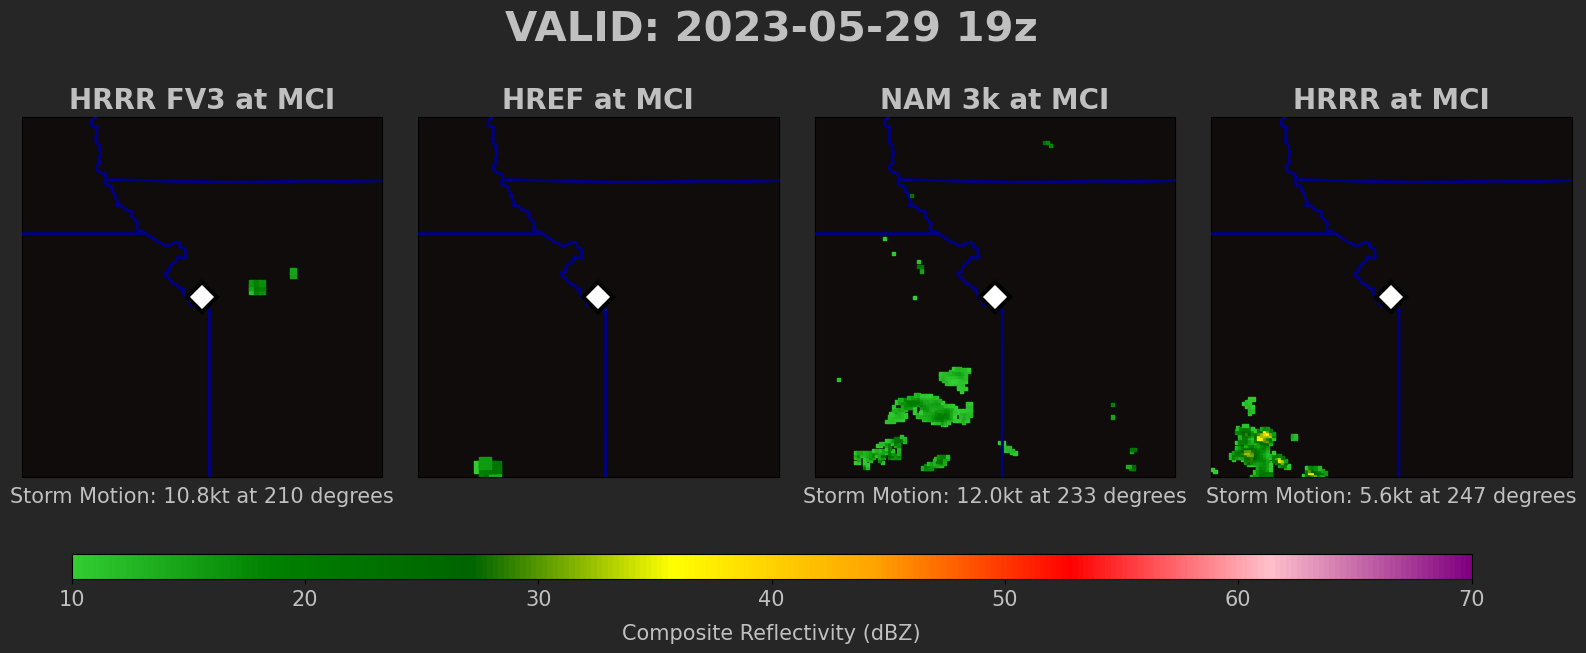 VALID: 2023-05-29 19z
HRRR FV3 at MCI
HREF at MCI
NAM 3k at MCI
HRRR at MCI
Storm Motion: 10.8kt at 210 degrees
Storm Motion: 12.0kt at 233 degrees
Storm Motion: 5.6kt at 247 degrees
10 20 30 40 50 60 70
Composite Reflectivity (dBZ)